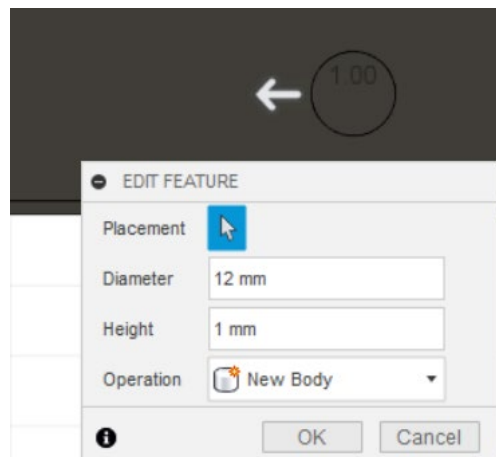 1.00
EDIT FEATURE
Placement
Diameter 12 mm
Height 1 mm
Operation New Body
OK Cancel